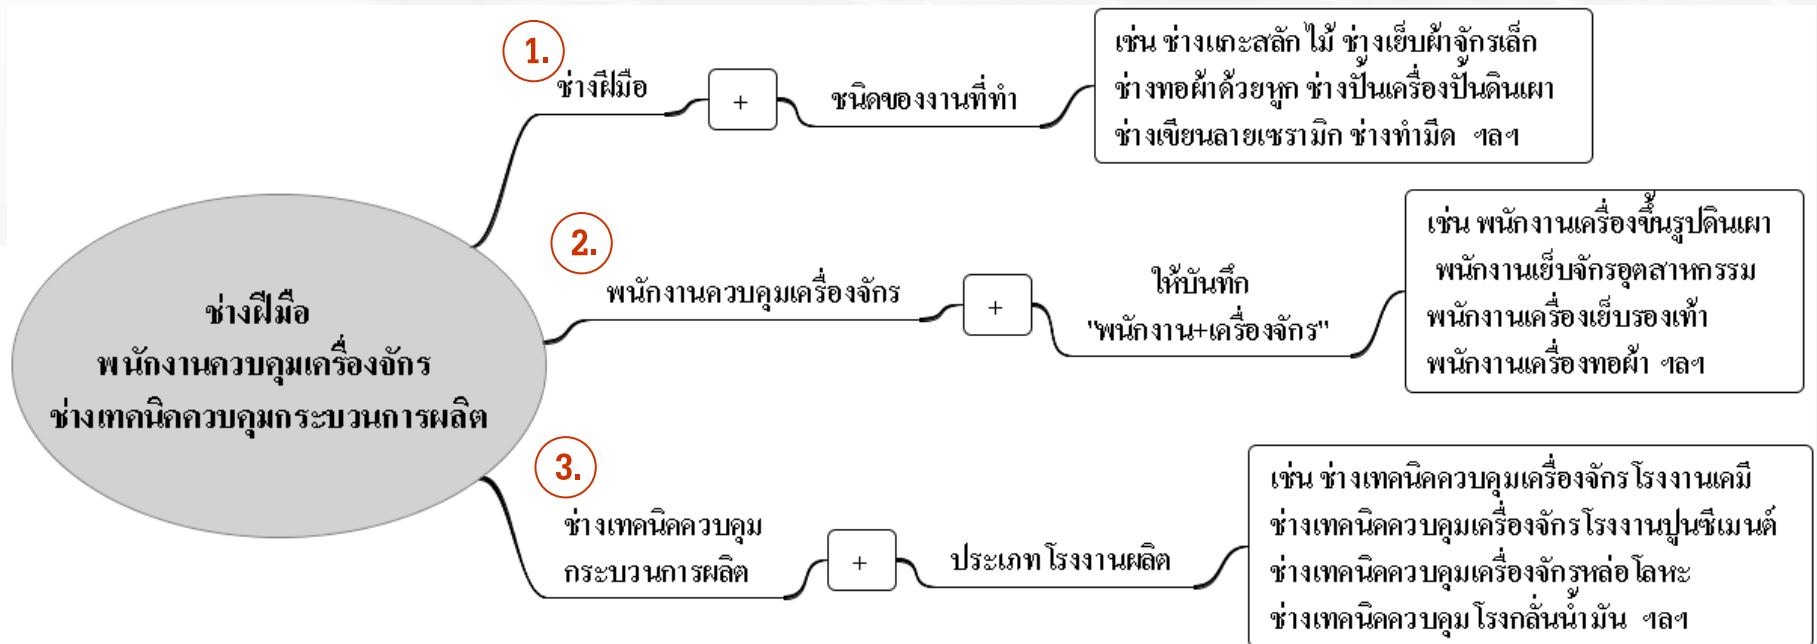 ช่างฝีมือ
พนักงานควบคุมเครื่องจักร
ช่างเทคนิคควบคุมกระบวนการผลิต
1.
ช่างฝีมือ
+
ชนิดของงานที่ทำ
เช่น ช่างแกะสลักไม้ ช่างเย็บผ้าจักรเล็ก
ช่างทอผ้าด้วยหูก ช่างปั้นเครื่องปั้นดินเผา
ช่างเขียนลายเซรามิก ช่างทำมีด ฯลฯ
2.
พนักงานควบคุมเครื่องจักร
+
ให้บันทึก
"พนักงาน+เครื่องจักร"
เช่น พนักงานเครื่องขึ้นรูปดินเผา
พนักงานเย็บจักรอุตสาหกรรม
พนักงานเครื่องเย็บรองเท้า
พนักงานเครื่องทอผ้า ฯลฯ
3.
ช่างเทคนิคควบคุม
กระบวนการผลิต
+
ประเภทโรงงานผลิต
เช่น ช่างเทคนิคควบคุมเครื่องจักรโรงงานเคมี
ช่างเทคนิคควบคุมเครื่องจักรโรงงานปูนซีเมนต์
ช่างเทคนิคควบคุมเครื่องจักรหล่อโลหะ
ช่างเทคนิคควบคุมโรงกลั่นน้ำมัน ฯลฯ